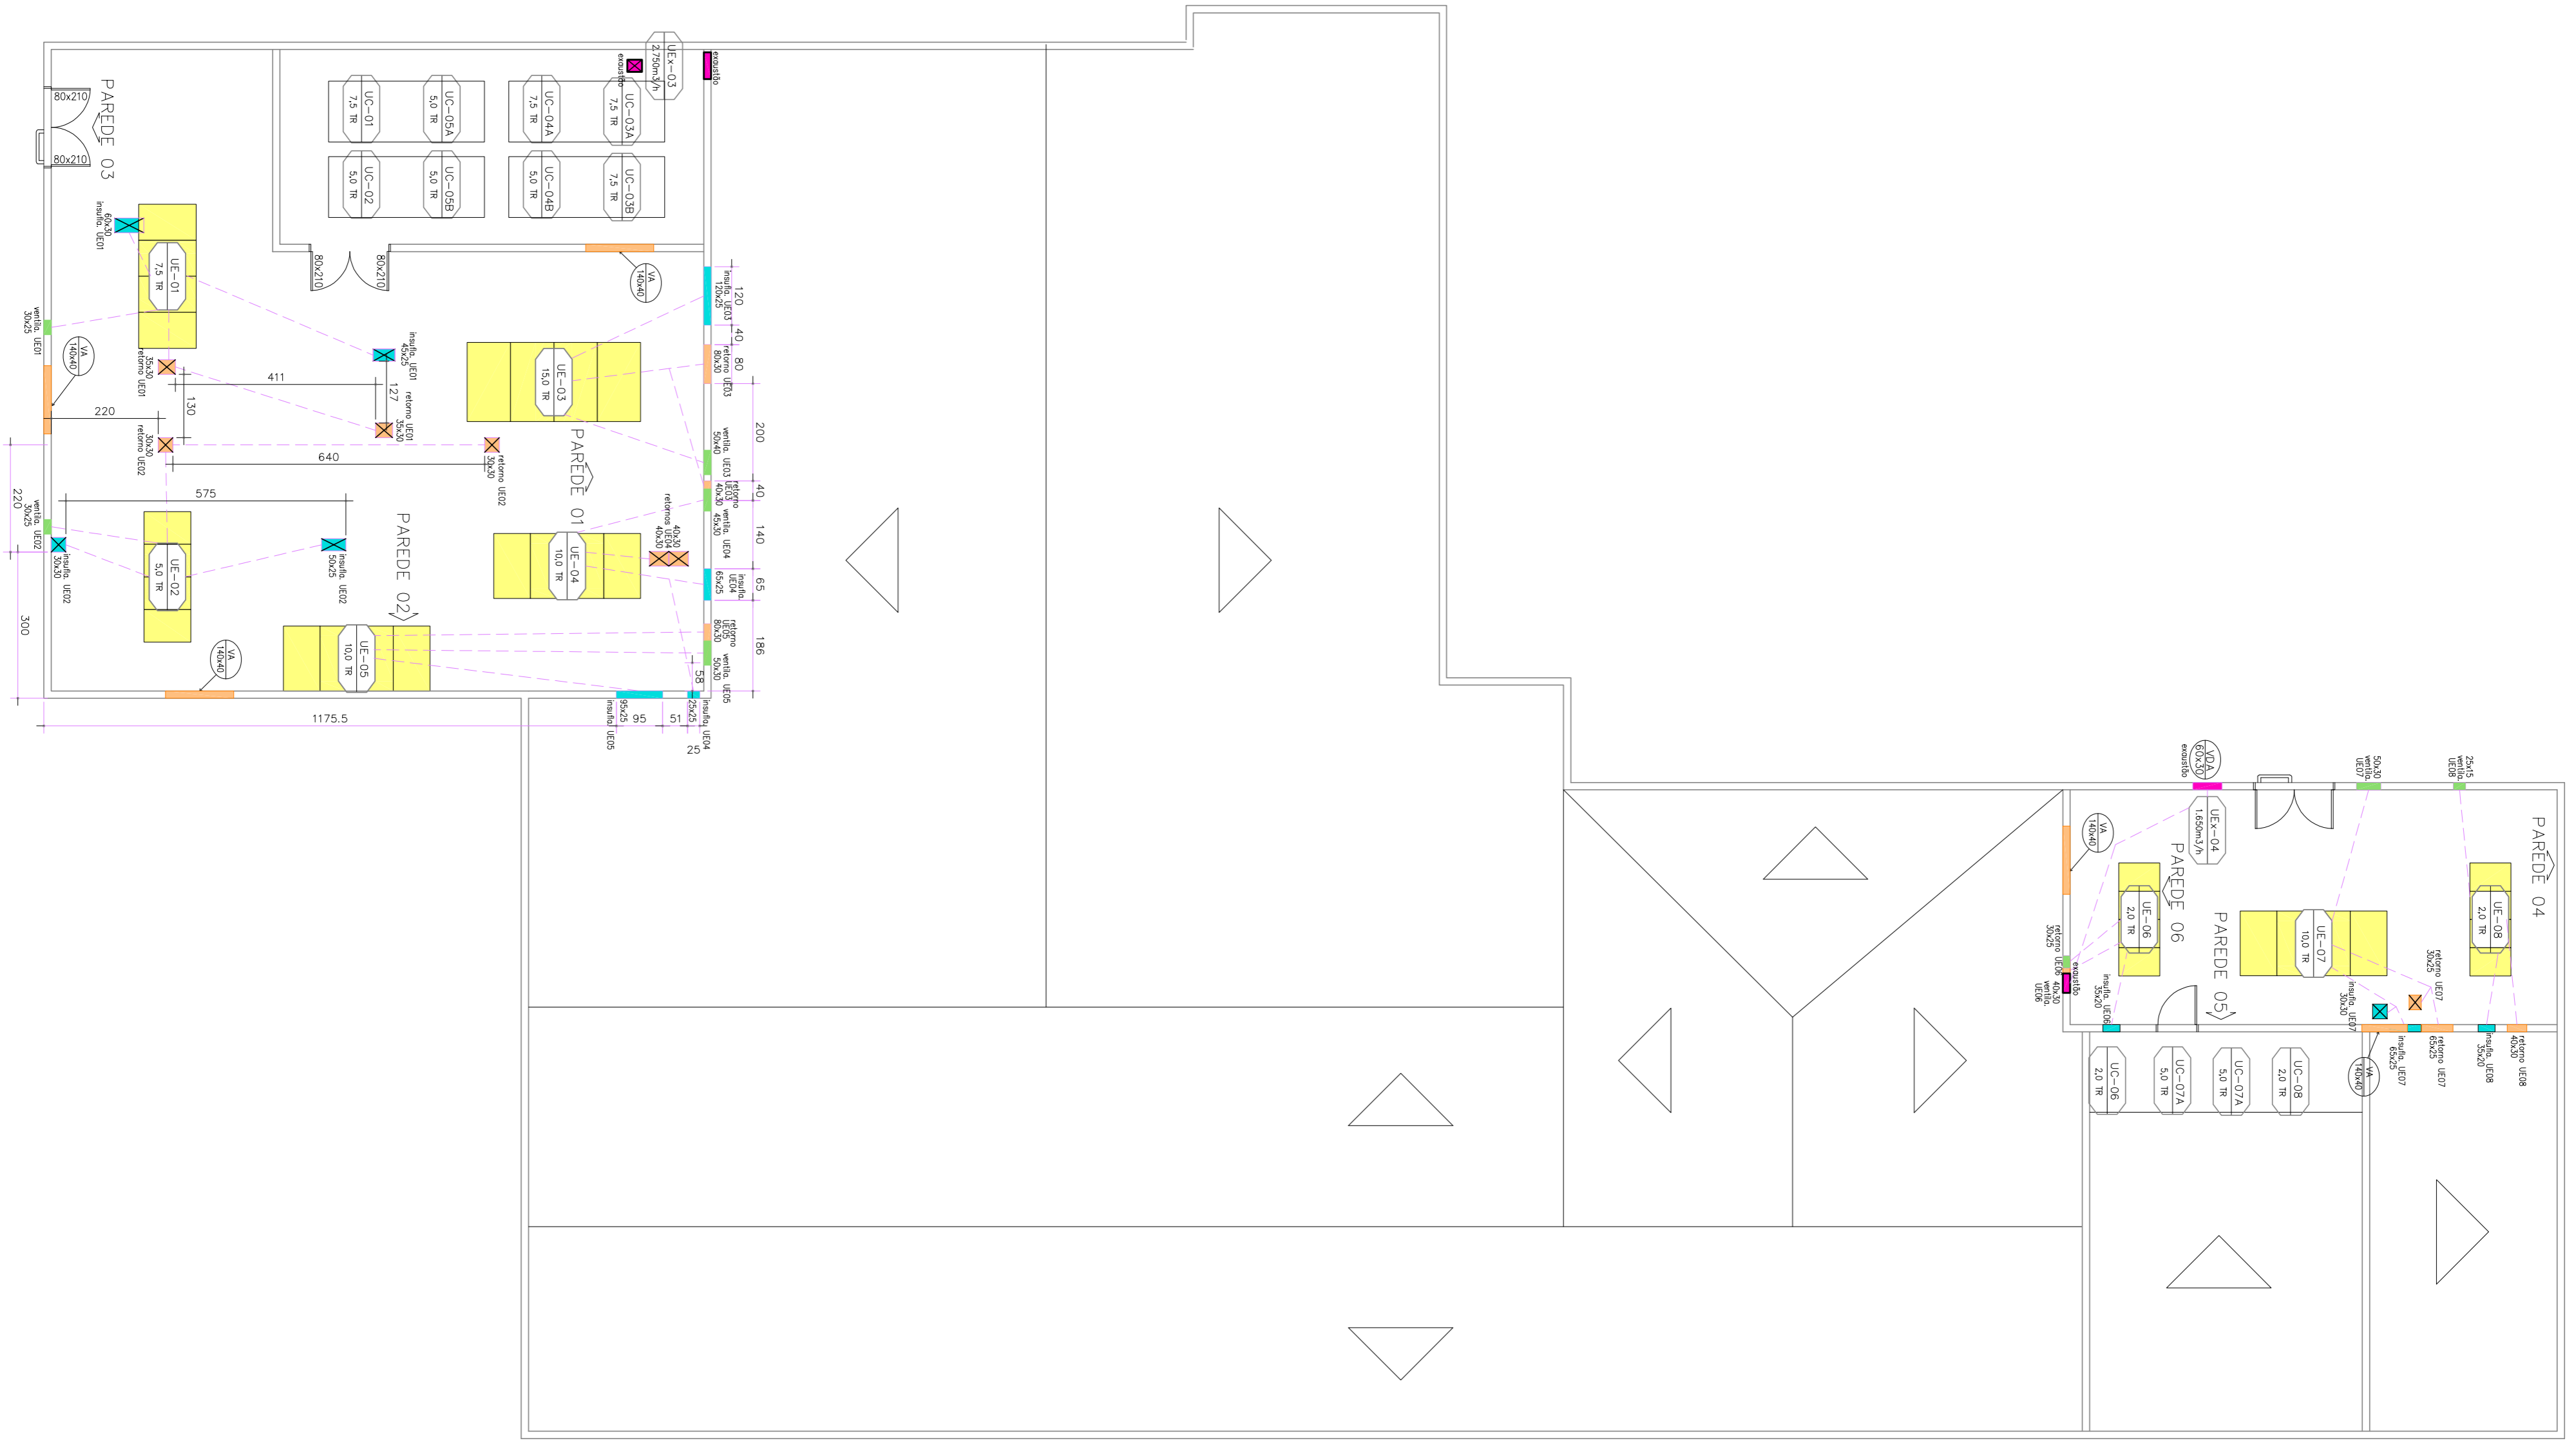 PAREDE 03
80x210
80x210
exaustão
exaustão
UEx-03
2.750m3/h
UC-01
7,5 TR
UC-05A
5,0 TR
UC-04A
7,5 TR
UC-03A
7,5 TR
UC-02
5,0 TR
UC-05B
5,0 TR
UC-04B
5,0 TR
UC-03B
7,5 TR
80x210
80x210
VA
140x40
60x30
insufla. UE01
UE-01
7,5 TR
ventila. UE01
30x25
VA
140x40
35x30
retorno UE01
insufla. UE01
45x25
411
127
130
220
retorno UE01
35x30
30x30
retorno UE02
640
retorno UE02
30x30
UE-03
15,0 TR
PAREDE 01
insufla. UE03
120x25
120
40
retorno UE03
80x30
80
200
ventila. UE03
50x40
retorno
UE03
40x30
40
ventila. UE04
45x30
140
retornos UE04
40x30
40x30
UE-04
10,0 TR
insufla.
UE04
65x25
65
186
retorno
UE05
80x30
ventila. UE05
50x30
58
575
220
ventila. UE02
30x25
insufla. UE02
30x30
insufla. UE02
50x25
UE-02
5,0 TR
PAREDE 02
300
VA
140x40
UE-05
10,0 TR
1175.5
95x25
insufla. UE05
95
51
25x25
insufla. UE04
25
VDA
60x30
exaustão
50x30
ventila.
UE07
25x15
ventila.
UE08
UEx-04
1.650m3/h
VA
140x40
PAREDE 04
PAREDE 06
PAREDE 05
UE-06
2,0 TR
UE-07
10,0 TR
UE-08
2,0 TR
retorno UE06
30x25
exaustão
40x30
ventila.
UE06
insufla. UE06
35x20
retorno UE07
30x25
insufla. UE07
30x30
VA
140x40
insufla. UE07
65x25
retorno UE07
65x25
insufla. UE08
35x20
retorno UE08
40x30
UC-06
2,0 TR
UC-07A
5,0 TR
UC-07A
5,0 TR
UC-08
2,0 TR